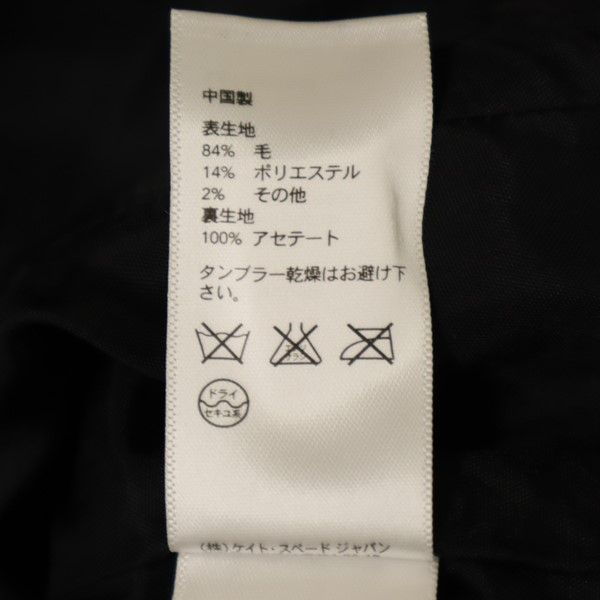 中国製
表生地
84% 毛
14% ポリエステル
2% その他
裏生地
100% アセテート
タンブラー乾燥はお避け下
さい。
ドライ
セキユ系
(株)ケイト・スペード ジャパン